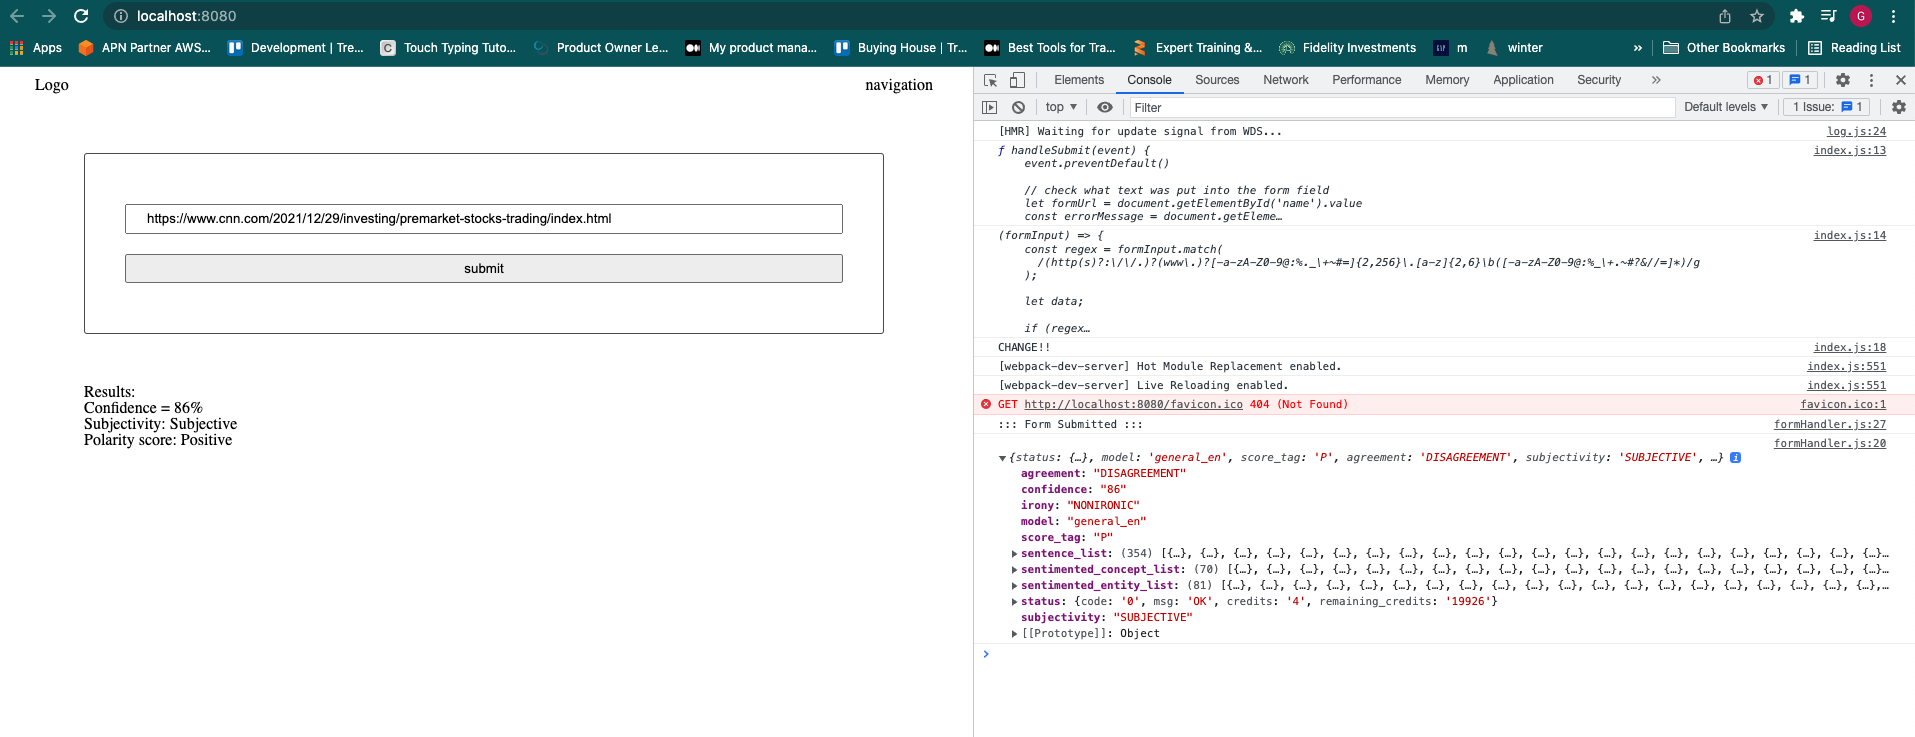 localhost:8080
G
Apps
APN Partner AWS...
Development | Tre...
C
Touch Typing Tuto...
Product Owner Le...
My product mana...
Buying House | Tr...
Best Tools for Tra...
Expert Training &...
Fidelity Investments
m
winter
»
Other Bookmarks
Reading List
Logo
navigation
https://www.cnn.com/2021/12/29/investing/premarket-stocks-trading/index.html
submit
Results:
Confidence = 86%
Subjectivity: Subjective
Polarity score: Positive
Elements Console Sources Network Performance Memory Application Security » 1 1
top Filter Default levels 1 Issue: 1
[HMR] Waiting for update signal from WDS... log.js:24
ƒ handleSubmit(event) { index.js:13
event.preventDefault()
// check what text was put into the form field
let formUrl = document.getElementById('name').value
const errorMessage = document.getEleme…
(formInput) => { index.js:14
const regex = formInput.match(
/(http(s)?:\/\/.)?(www\.)?[-a-zA-Z0-9@:%._\+~#=]{2,256}\.[a-z]{2,6}\b([-a-zA-Z0-9@:%_\+.~#?&//=]*)/g
);
let data;
if (regex…
CHANGE!! index.js:18
[webpack-dev-server] Hot Module Replacement enabled. index.js:551
[webpack-dev-server] Live Reloading enabled. index.js:551
GET http://localhost:8080/favicon.ico 404 (Not Found) favicon.ico:1
::: Form Submitted ::: formHandler.js:27
formHandler.js:20
{status: {…}, model: 'general_en', score_tag: 'P', agreement: 'DISAGREEMENT', subjectivity: 'SUBJECTIVE', …} i
agreement: "DISAGREEMENT"
confidence: "86"
irony: "NONIRONIC"
model: "general_en"
score_tag: "P"
sentence_list: (354) [{…}, {…}, {…}, {…}, {…}, {…}, {…}, {…}, {…}, {…}, {…}, {…}, {…}, {…}, {…}, {…}, {…}, {…}, {…}, {…}, {…}, {…}…
sentimented_concept_list: (70) [{…}, {…}, {…}, {…}, {…}, {…}, {…}, {…}, {…}, {…}, {…}, {…}, {…}, {…}, {…}, {…}, {…}, {…}, {…}, {…}…
sentimented_entity_list: (81) [{…}, {…}, {…}, {…}, {…}, {…}, {…}, {…}, {…}, {…}, {…}, {…}, {…}, {…}, {…}, {…}, {…}, {…}, {…}, {…},…
status: {code: '0', msg: 'OK', credits: '4', remaining_credits: '19926'}
subjectivity: "SUBJECTIVE"
[[Prototype]]: Object